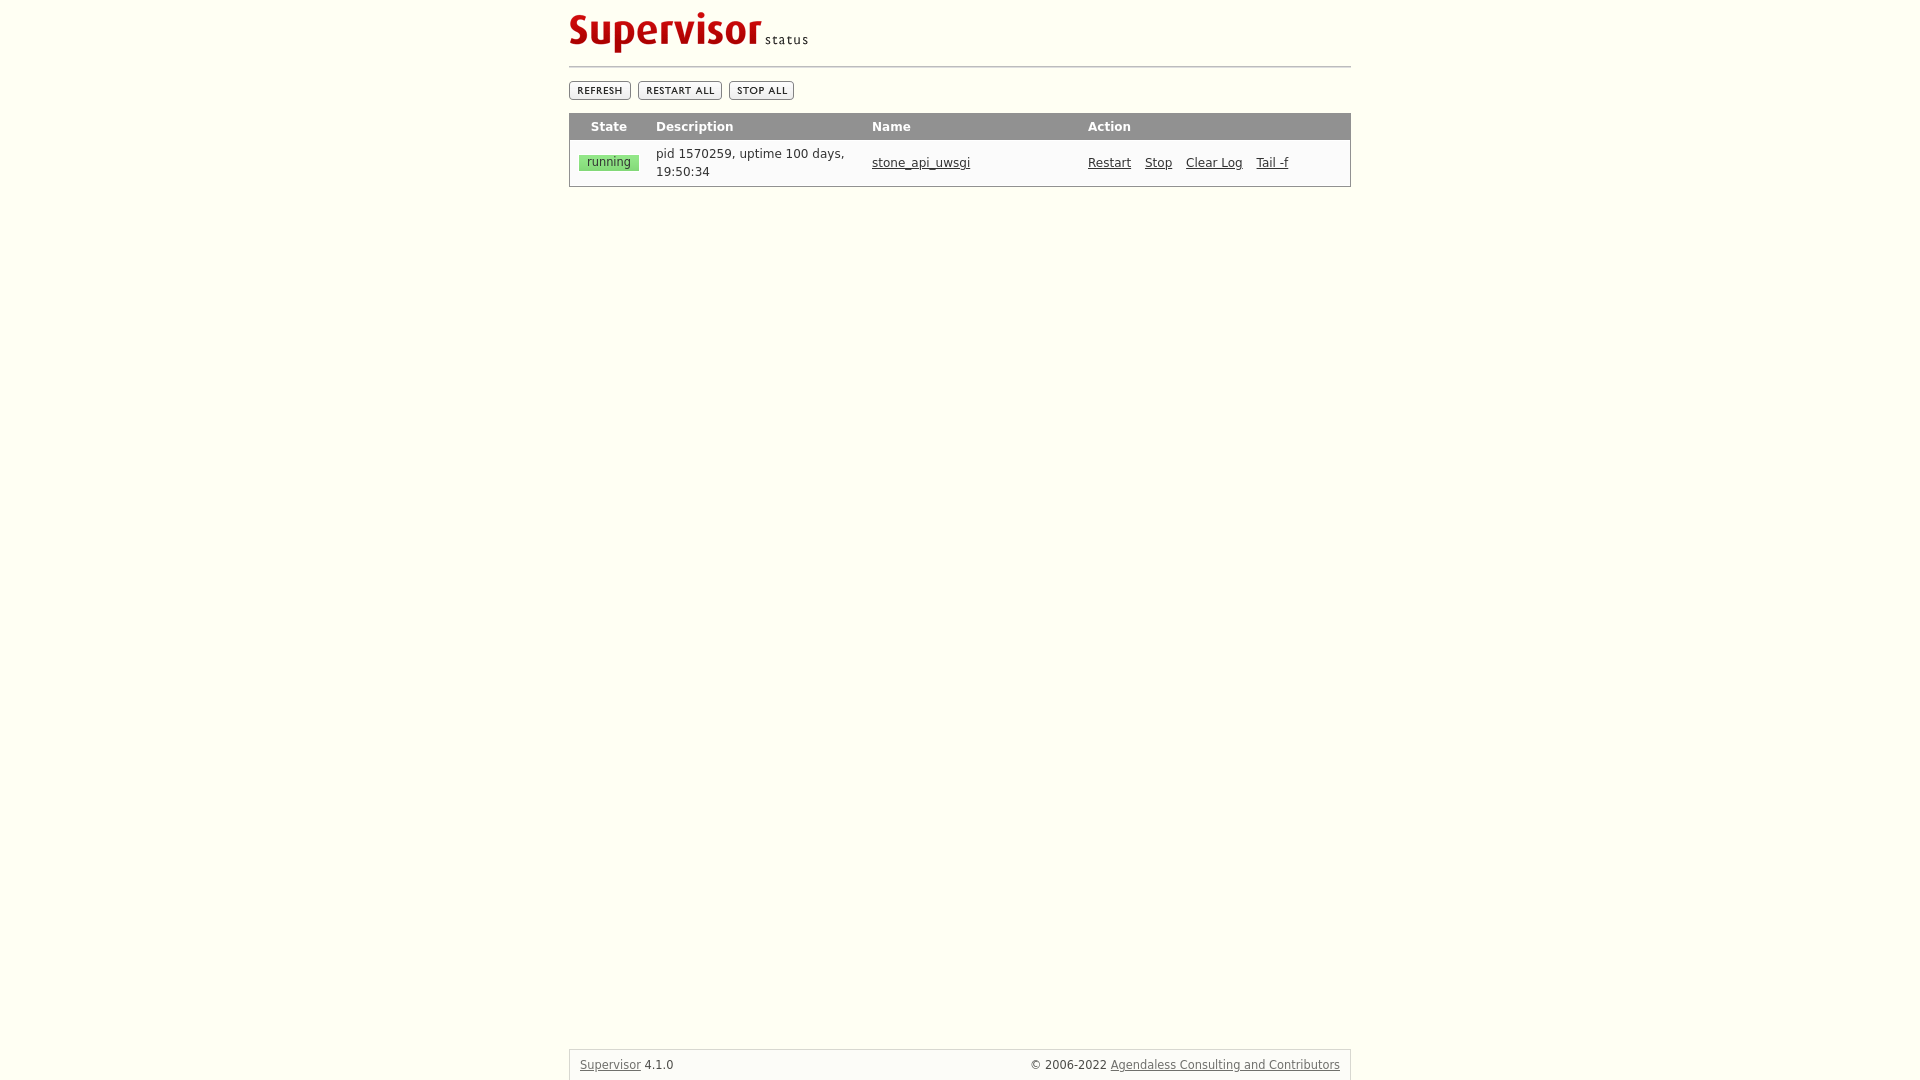 Supervisor status
REFRESH RESTART ALL STOP ALL
State Description Name Action
running pid 1570259, uptime 100 days, 19:50:34 stone_api_uwsgi Restart Stop Clear Log Tail -f
Supervisor 4.1.0 © 2006-2022 Agendaless Consulting and Contributors